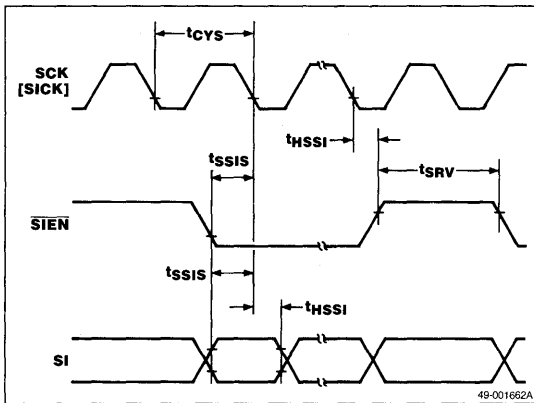 tCYS
SCK
[SICK]
tHSSI
tSSIS
tSRV
SIEN
tSSIS
tHSSI
SI
49-001662A